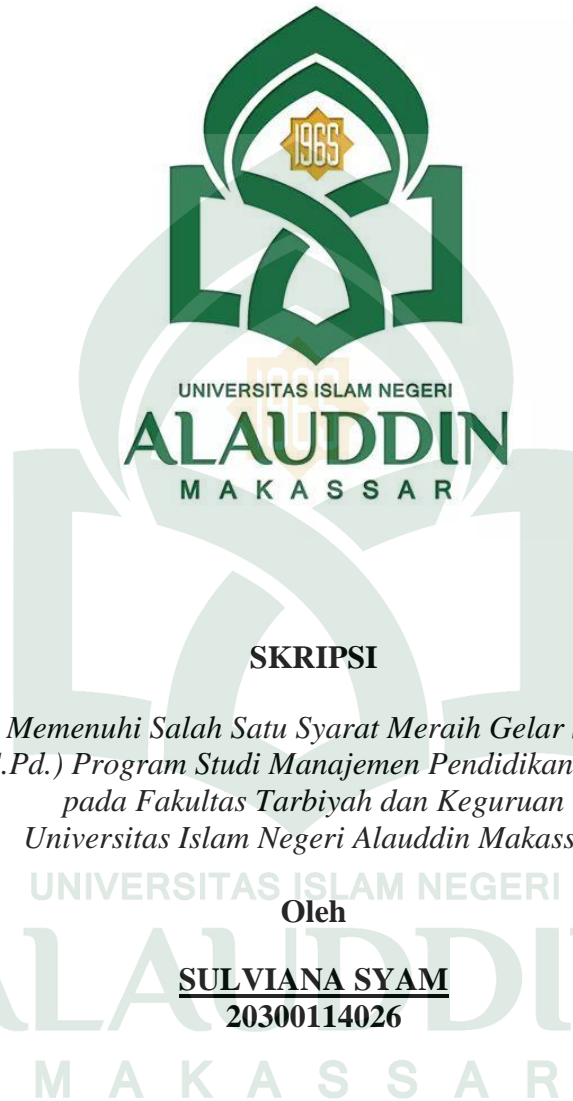 1965
UNIVERSITAS ISLAM NEGERI
ALAUDDIN
MAKASSAR
SKRIPSI
Memenuhi Salah Satu Syarat Meraih Gelar
.Pd.) Program Studi Manajemen Pendidikan
pada Fakultas Tarbiyah dan Keguruan
Universitas Islam Negeri Alauddin Makass
UNIVERSITAS ISLAM NEGERI
Oleh
ALAUDDIN
SULVIANA SYAM
20300114026
MAKASSAR